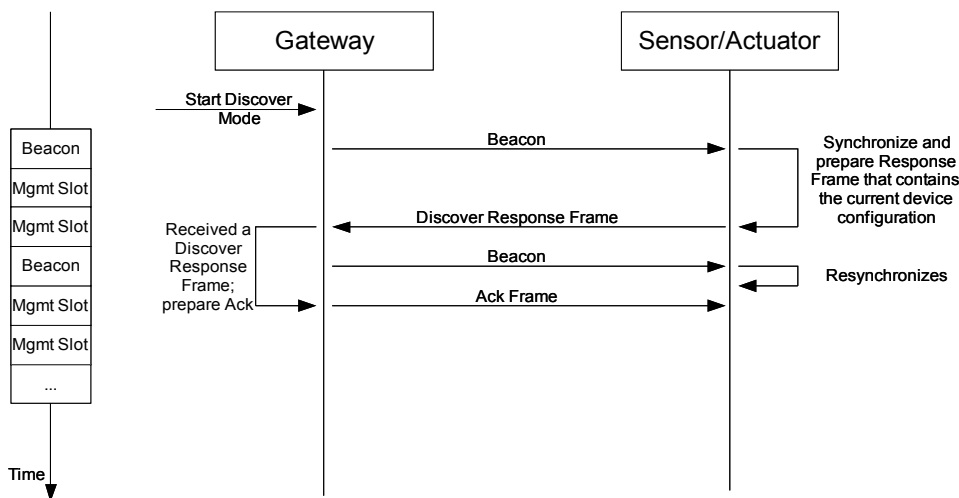 Gateway
Sensor/Actuator
Start Discover
Mode
Beacon
Mgmt Slot
Mgmt Slot
Beacon
Mgmt Slot
Mgmt Slot
...
Time
Beacon
Synchronize and
prepare Response
Frame that contains
the current device
configuration
Discover Response Frame
Received a
Discover
Response
Frame;
prepare Ack
Beacon
Resynchronizes
Ack Frame